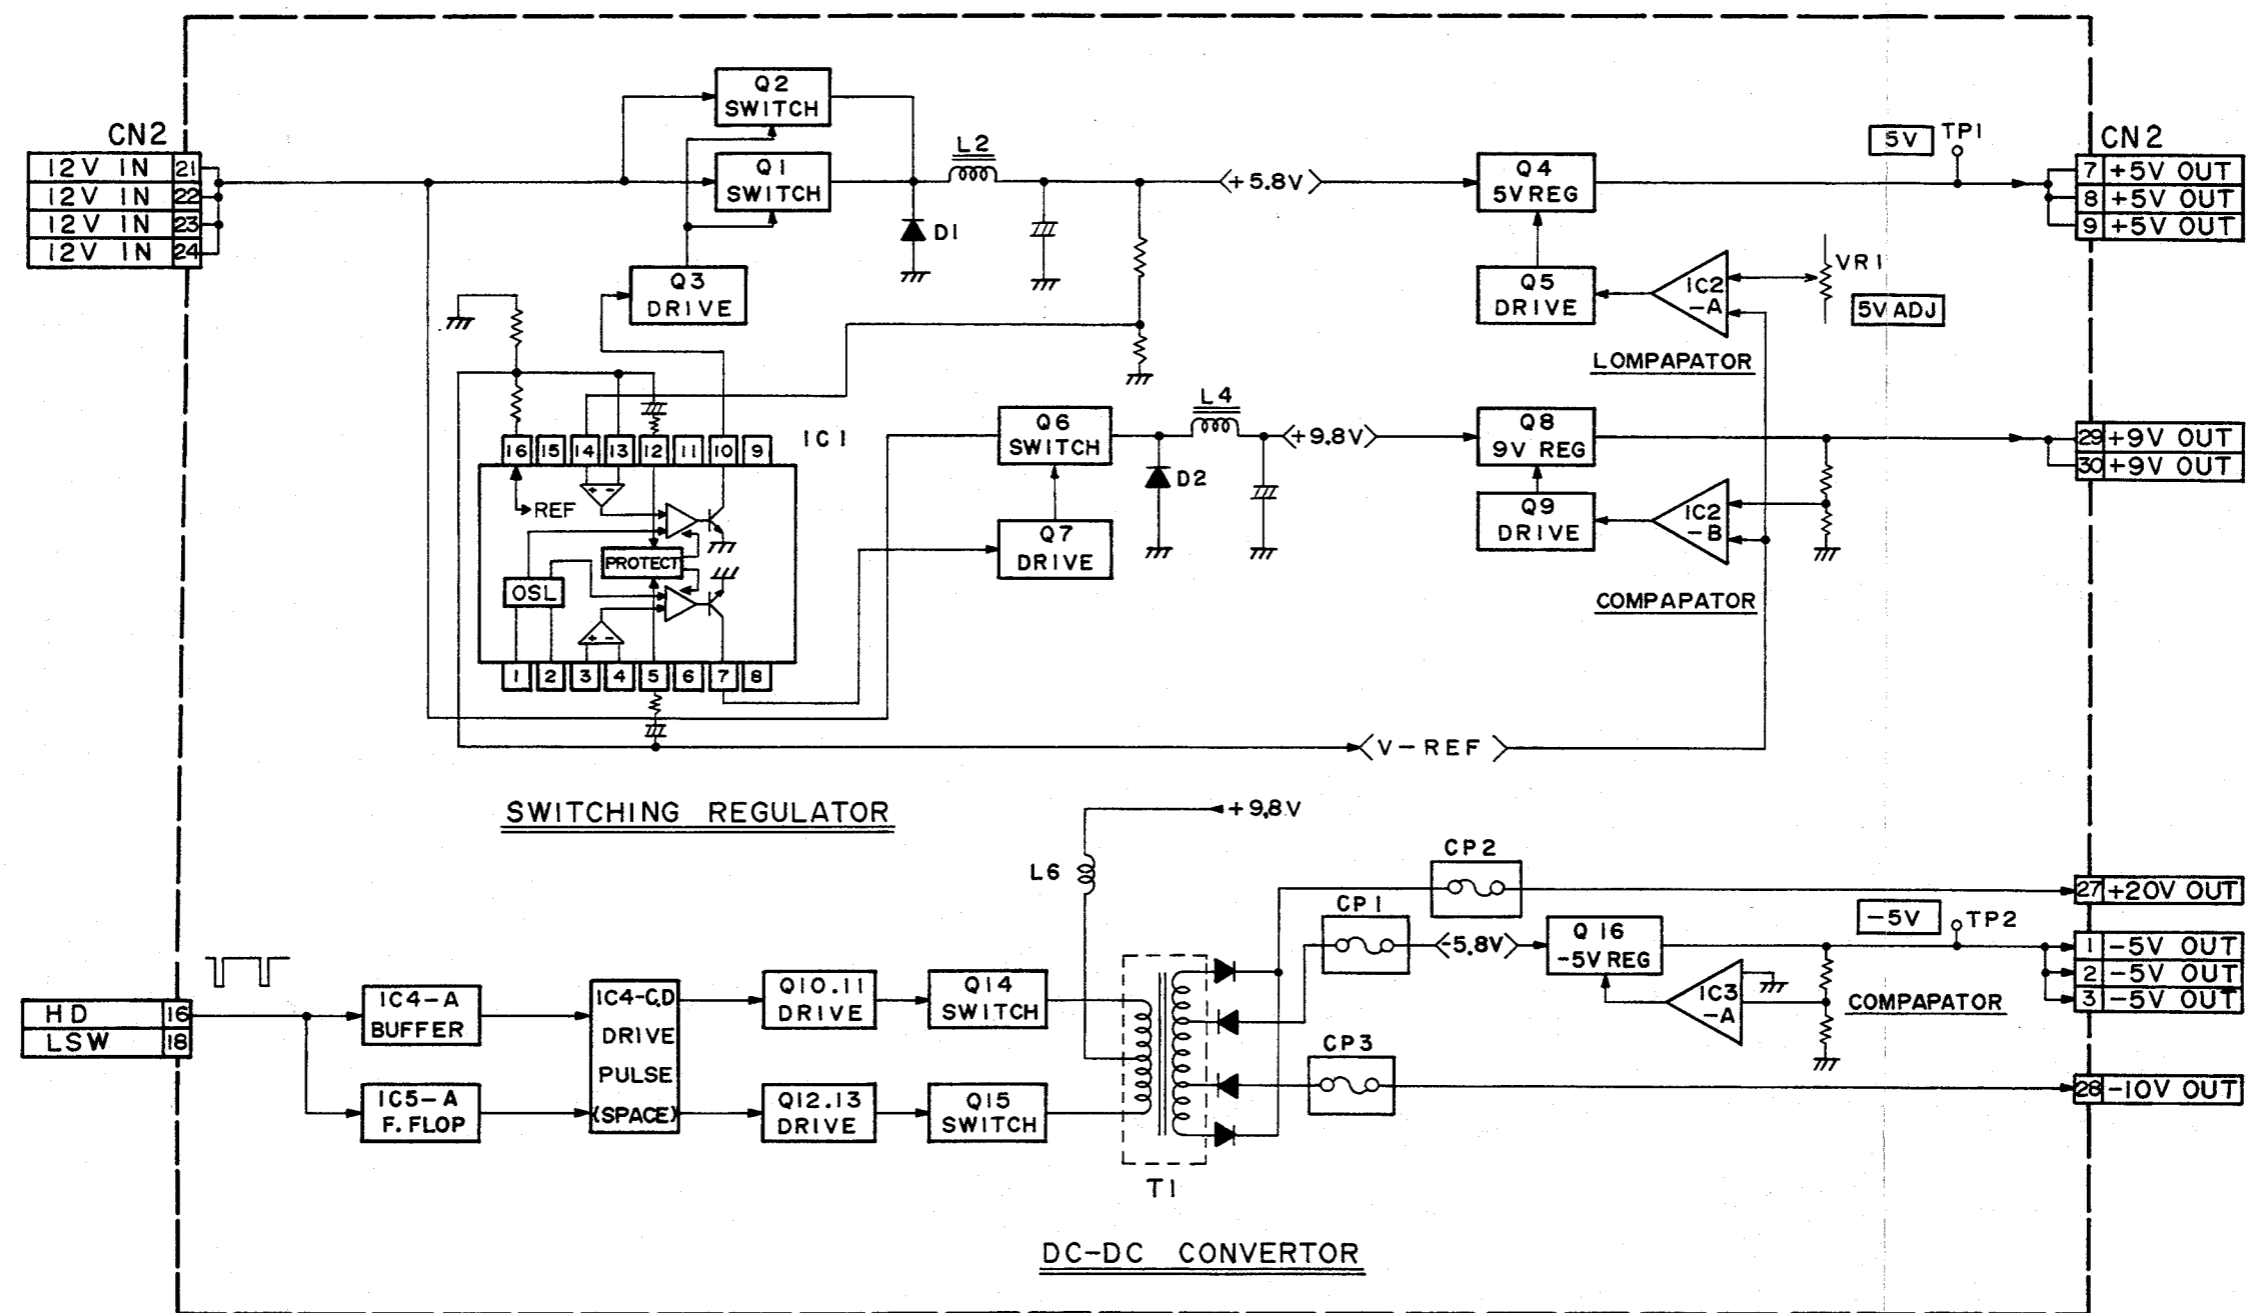 CN2
12V IN 21
12V IN 22
12V IN 23
12V IN 24
Q2
SWITCH
Q1
SWITCH
L2
D1
Q3
DRIVE
<+5.8V>
Q4
5V REG
5V
TP1
CN2
7 +5V OUT
8 +5V OUT
9 +5V OUT
Q5
DRIVE
IC2
-A
VR1
5V ADJ
LOMPAPATOR
IC1
16 15 14 13 12 11 10 9
+ -
REF
PROTECT
OSL
+ -
1 2 3 4 5 6 7 8
Q6
SWITCH
L4
D2
Q7
DRIVE
<+9.8V>
Q8
9V REG
29 +9V OUT
30 +9V OUT
Q9
DRIVE
IC2
-B
COMPAPATOR
<V-REF>
SWITCHING REGULATOR
+9.8V
L6
HD 16
LSW 18
IC4-A
BUFFER
IC5-A
F. FLOP
IC4-C,D
DRIVE
PULSE
(SPACE)
Q10.11
DRIVE
Q12.13
DRIVE
Q14
SWITCH
Q15
SWITCH
T1
CP2
CP1
CP3
<-5.8V>
Q16
-5V REG
IC3
-A
COMPAPATOR
-5V
TP2
27 +20V OUT
1 -5V OUT
2 -5V OUT
3 -5V OUT
28 -10V OUT
DC-DC CONVERTOR